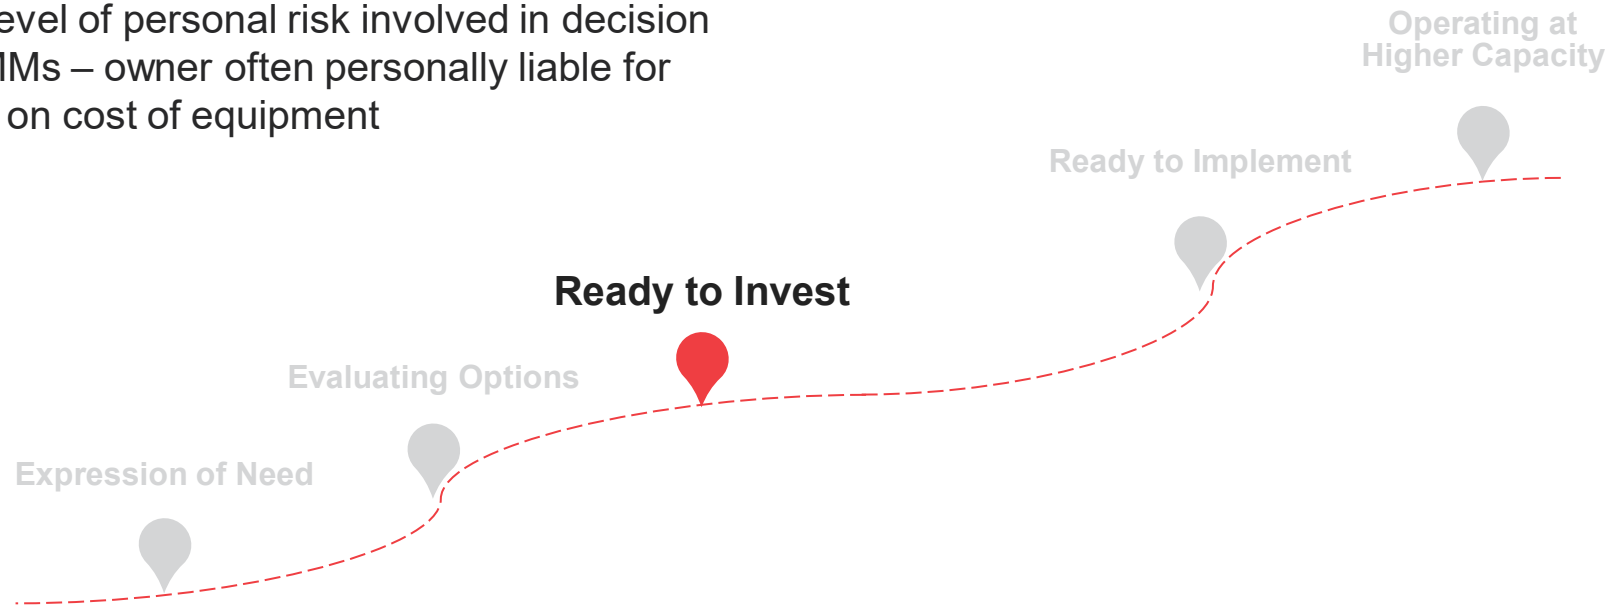 evel of personal risk involved in decision
Ms – owner often personally liable for
on cost of equipment
Operating at
Higher Capacity
Ready to Implement
Ready to Invest
Evaluating Options
Expression of Need